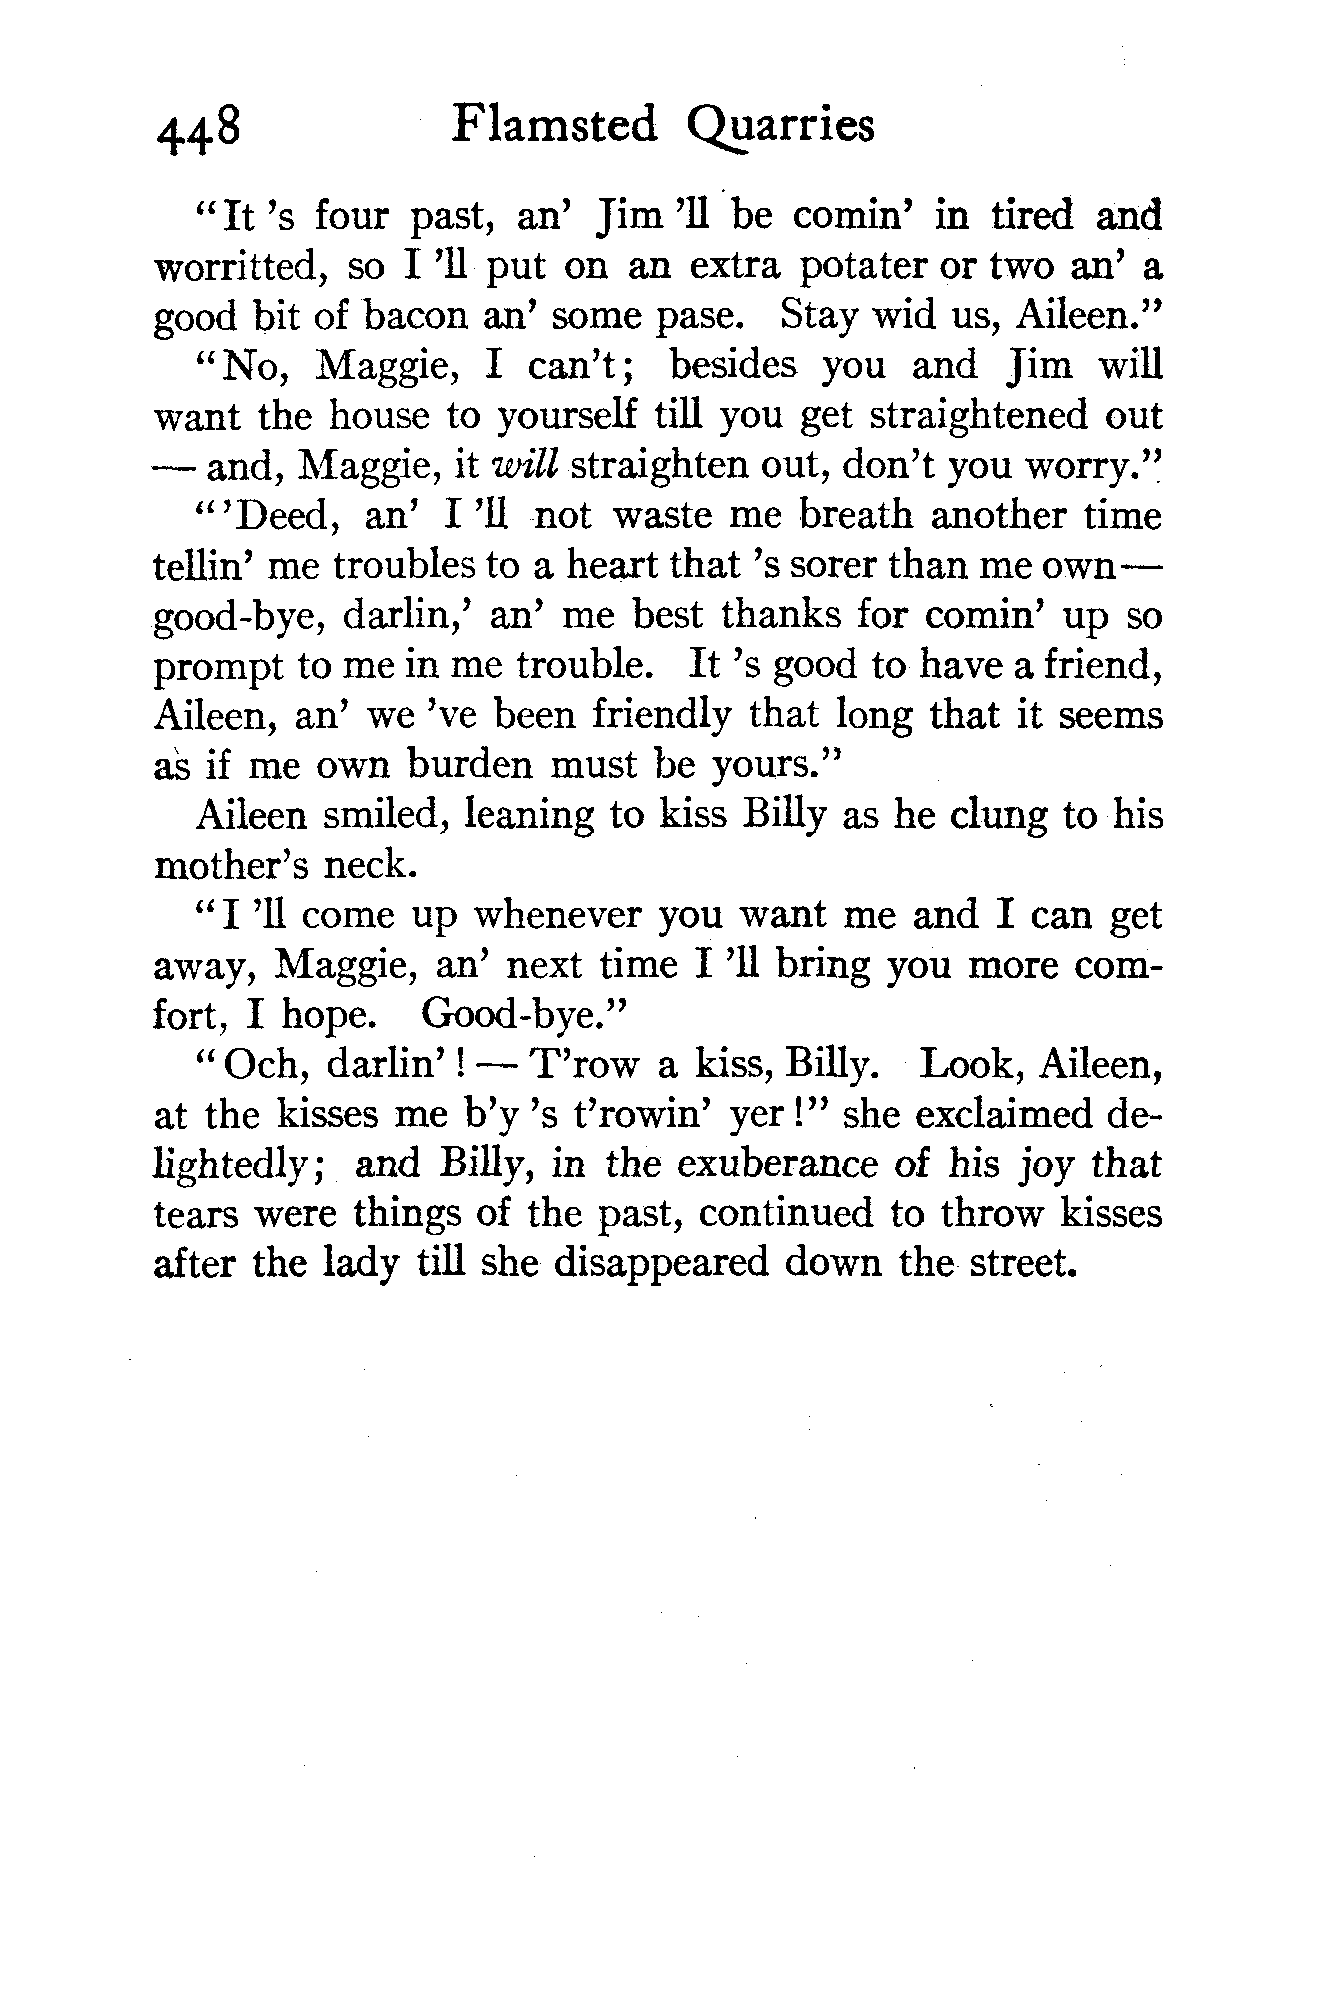 448 Flamsted Quarries
"It 's four past, an' Jim 'll be comin' in tired and
worritted, so I 'll put on an extra potater or two an' a
good bit of bacon an' some pase. Stay wid us, Aileen."
"No, Maggie, I can't; besides you and Jim will
want the house to yourself till you get straightened out
— and, Maggie, it will straighten out, don't you worry."
"'Deed, an' I 'll not waste me breath another time
tellin' me troubles to a heart that 's sorer than me own—
good-bye, darlin,' an' me best thanks for comin' up so
prompt to me in me trouble. It 's good to have a friend,
Aileen, an' we 've been friendly that long that it seems
as if me own burden must be yours."
Aileen smiled, leaning to kiss Billy as he clung to his
mother's neck.
"I 'll come up whenever you want me and I can get
away, Maggie, an' next time I 'll bring you more com-
fort, I hope. Good-bye."
"Och, darlin'! — T'row a kiss, Billy. Look, Aileen,
at the kisses me b'y 's t'rowin' yer!" she exclaimed de-
lightedly; and Billy, in the exuberance of his joy that
tears were things of the past, continued to throw kisses
after the lady till she disappeared down the street.